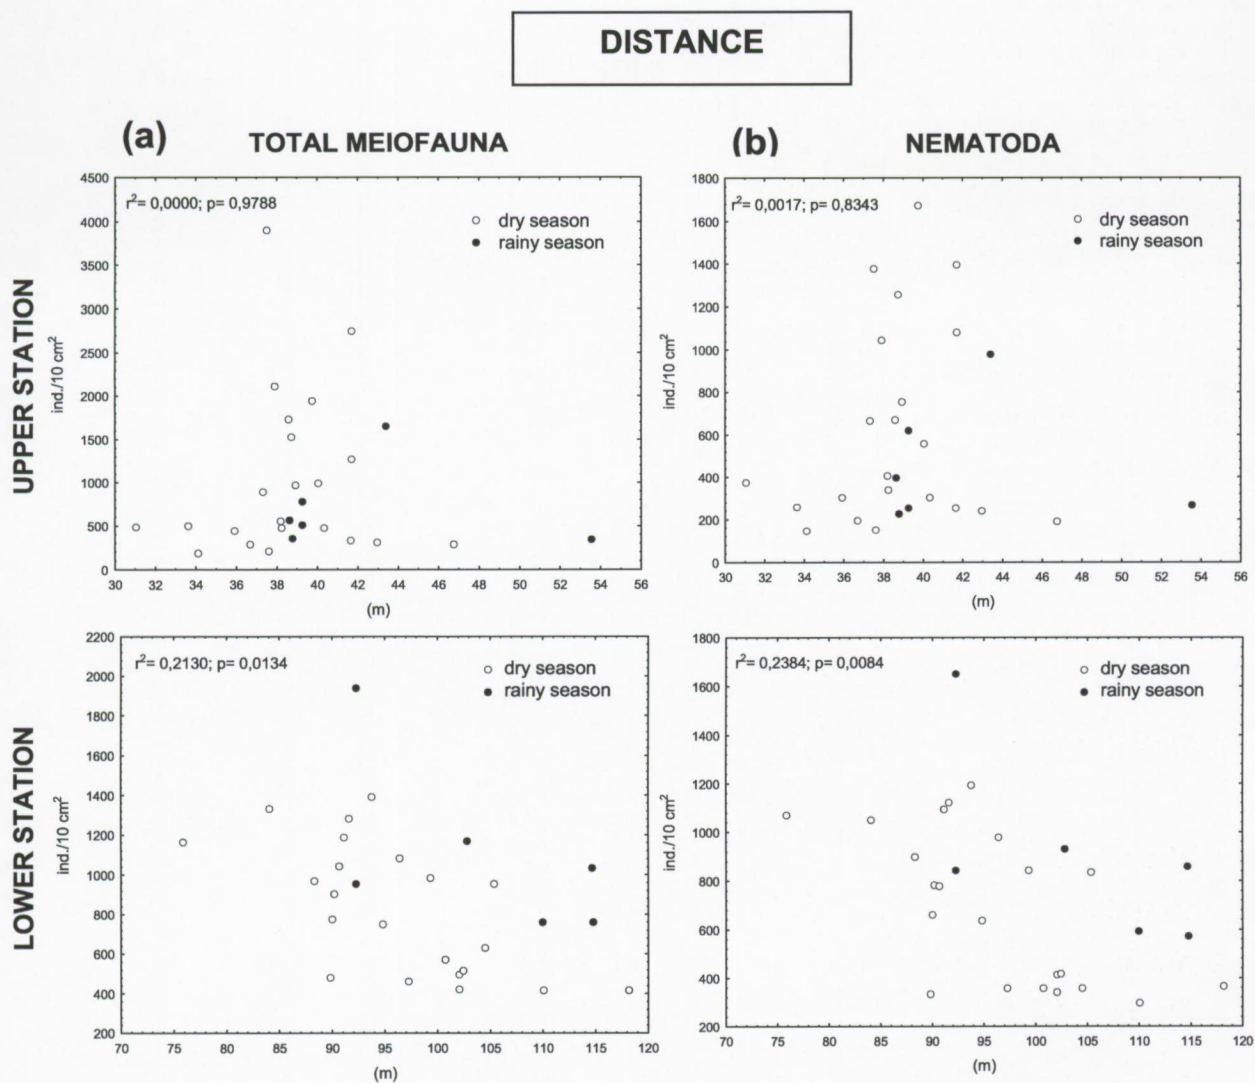 DISTANCE
(a) TOTAL MEIOFAUNA
(b) NEMATODA
UPPER STATION
ind./10 cm²
4500
4000
3500
3000
2500
2000
1500
1000
500
0
r²= 0,0000; p= 0,9788
dry season
rainy season
30 32 34 36 38 40 42 44 46 48 50 52 54 56
(m)
ind./10 cm²
1800
1600
1400
1200
1000
800
600
400
200
0
r²= 0,0017; p= 0,8343
dry season
rainy season
30 32 34 36 38 40 42 44 46 48 50 52 54 56
(m)
LOWER STATION
ind./10 cm²
2200
2000
1800
1600
1400
1200
1000
800
600
400
200
r²= 0,2130; p= 0,0134
dry season
rainy season
70 75 80 85 90 95 100 105 110 115 120
(m)
ind./10 cm²
1800
1600
1400
1200
1000
800
600
400
200
r²= 0,2384; p= 0,0084
dry season
rainy season
70 75 80 85 90 95 100 105 110 115 120
(m)